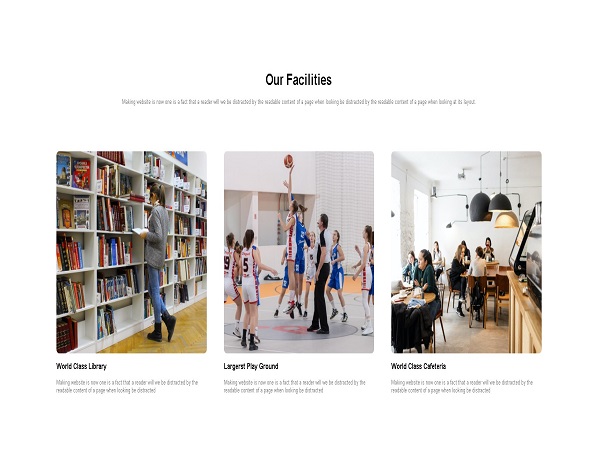 Our Facilities
Making website is now one is a fact that a reader will we be distracted by the readable content of a page when looking be distracted by the readable content of a page when looking at its layout.
World Class Library
Largerst Play Ground
World Class Cafeteria
Making website is now one is a fact that a reader will we be distracted by the
readable content of a page when looking be distracted
Making website is now one is a fact that a reader will we be distracted by the
readable content of a page when looking be distracted
Making website is now one is a fact that a reader will we be distracted by the
readable content of a page when looking be distracted